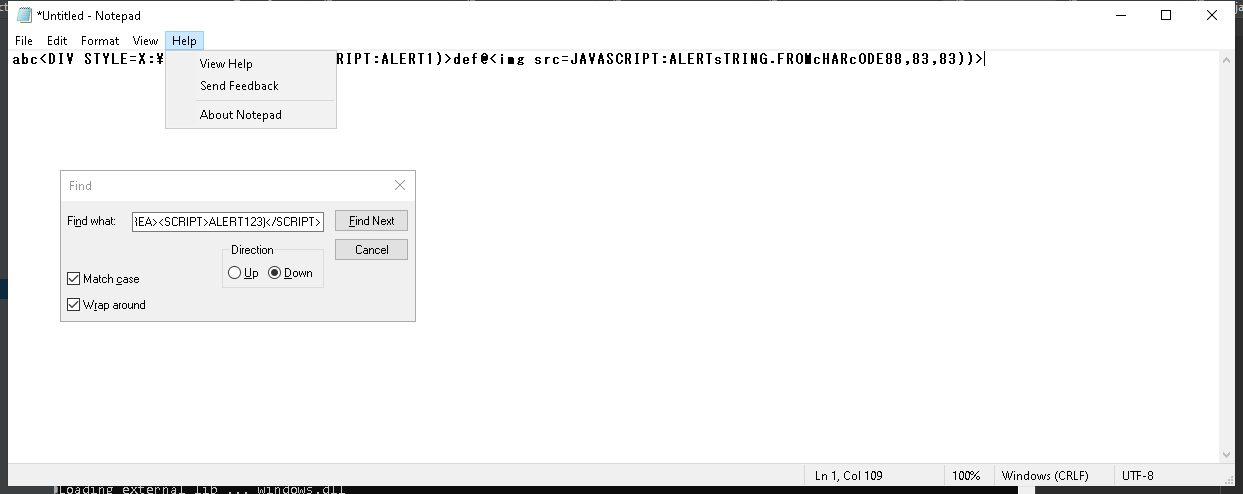 *Untitled - Notepad
File Edit Format View Help
abc<DIV STYLE=X:¥ RIPT:ALERT1)>def@<img src=JAVASCRIPT:ALERTsTRING.FROMcHARcODE88,83,83))>
View Help
Send Feedback
About Notepad
Find
Find what: EA><SCRIPT>ALERT123)</SCRIPT> Find Next
Direction Cancel
Up Down
Match case
Wrap around
Ln 1, Col 109 100% Windows (CRLF) UTF-8
Loading external lib ... windows.dll